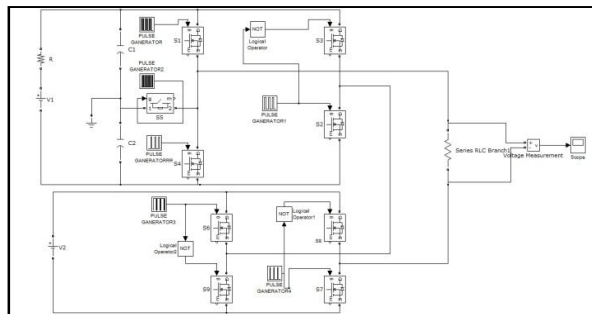 PULSE
GANERATOR
S1
C1
NOT
Logical
Operator
S3
R
PULSE
GANERATOR2
V1
S5
C2
PULSE
GANERATORRR
S4
PULSE
GANERATOR1
S2
Series RLC Branch1
Voltage Measurement
Scope
PULSE
GANERATOR3
S6
NOT
Logical
Operator2
NOT
Logical
Operator1
V2
S9
PULSE
GANERATOR4
S7